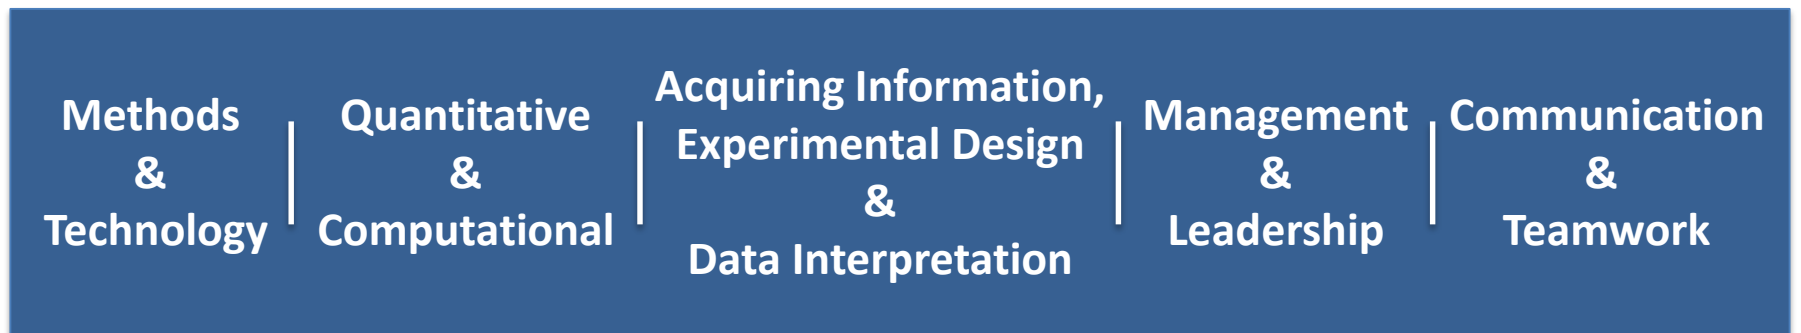 Methods
&
Technology
Quantitative
&
Computational
Acquiring Information,
Experimental Design
&
Data Interpretation
Management
&
Leadership
Communication
&
Teamwork